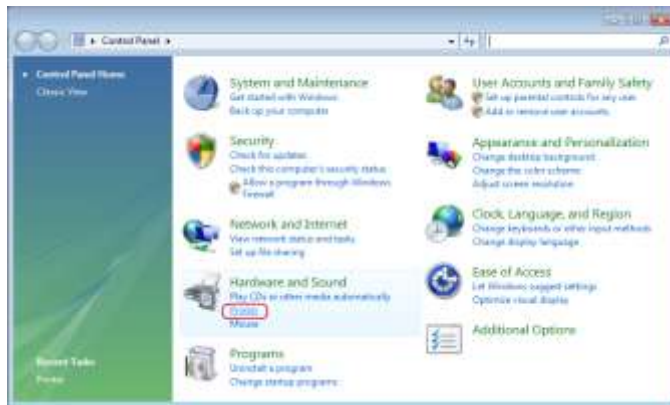 Control Panel
Control Panel Home
Classic View
System and Maintenance
Get started with Windows
Back up your computer
Security
Check for updates
Check this computer's security status
Allow a program through Windows
Firewall
Network and Internet
View network status and tasks
Set up file sharing
Hardware and Sound
Play CDs or other media automatically
Mouse
Programs
Uninstall a program
Change startup programs
User Accounts and Family Safety
Set up parental controls for any user
Add or remove user accounts
Appearance and Personalization
Change desktop background
Change the color scheme
Adjust screen resolution
Clock, Language, and Region
Change keyboards or other input methods
Change display language
Ease of Access
Let Windows suggest settings
Optimize visual display
Additional Options
Recent Tasks
Printer